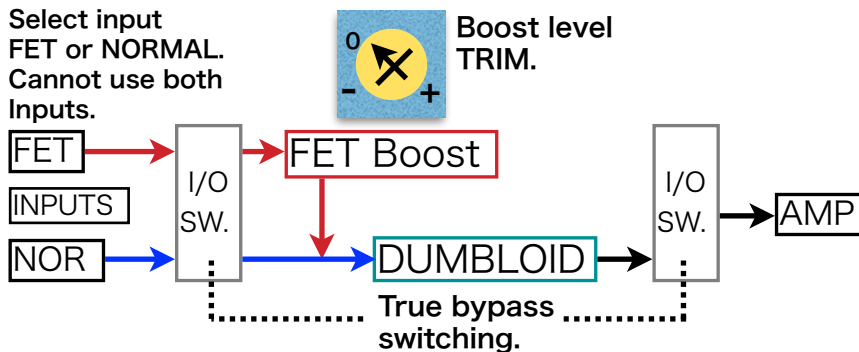 Select input
FET or NORMAL.
Cannot use both
Inputs.
0
- +
Boost level
TRIM.
FET
INPUTS
NOR
I/O
SW.
FET Boost
DUMBLOID
I/O
SW.
AMP
True bypass
switching.